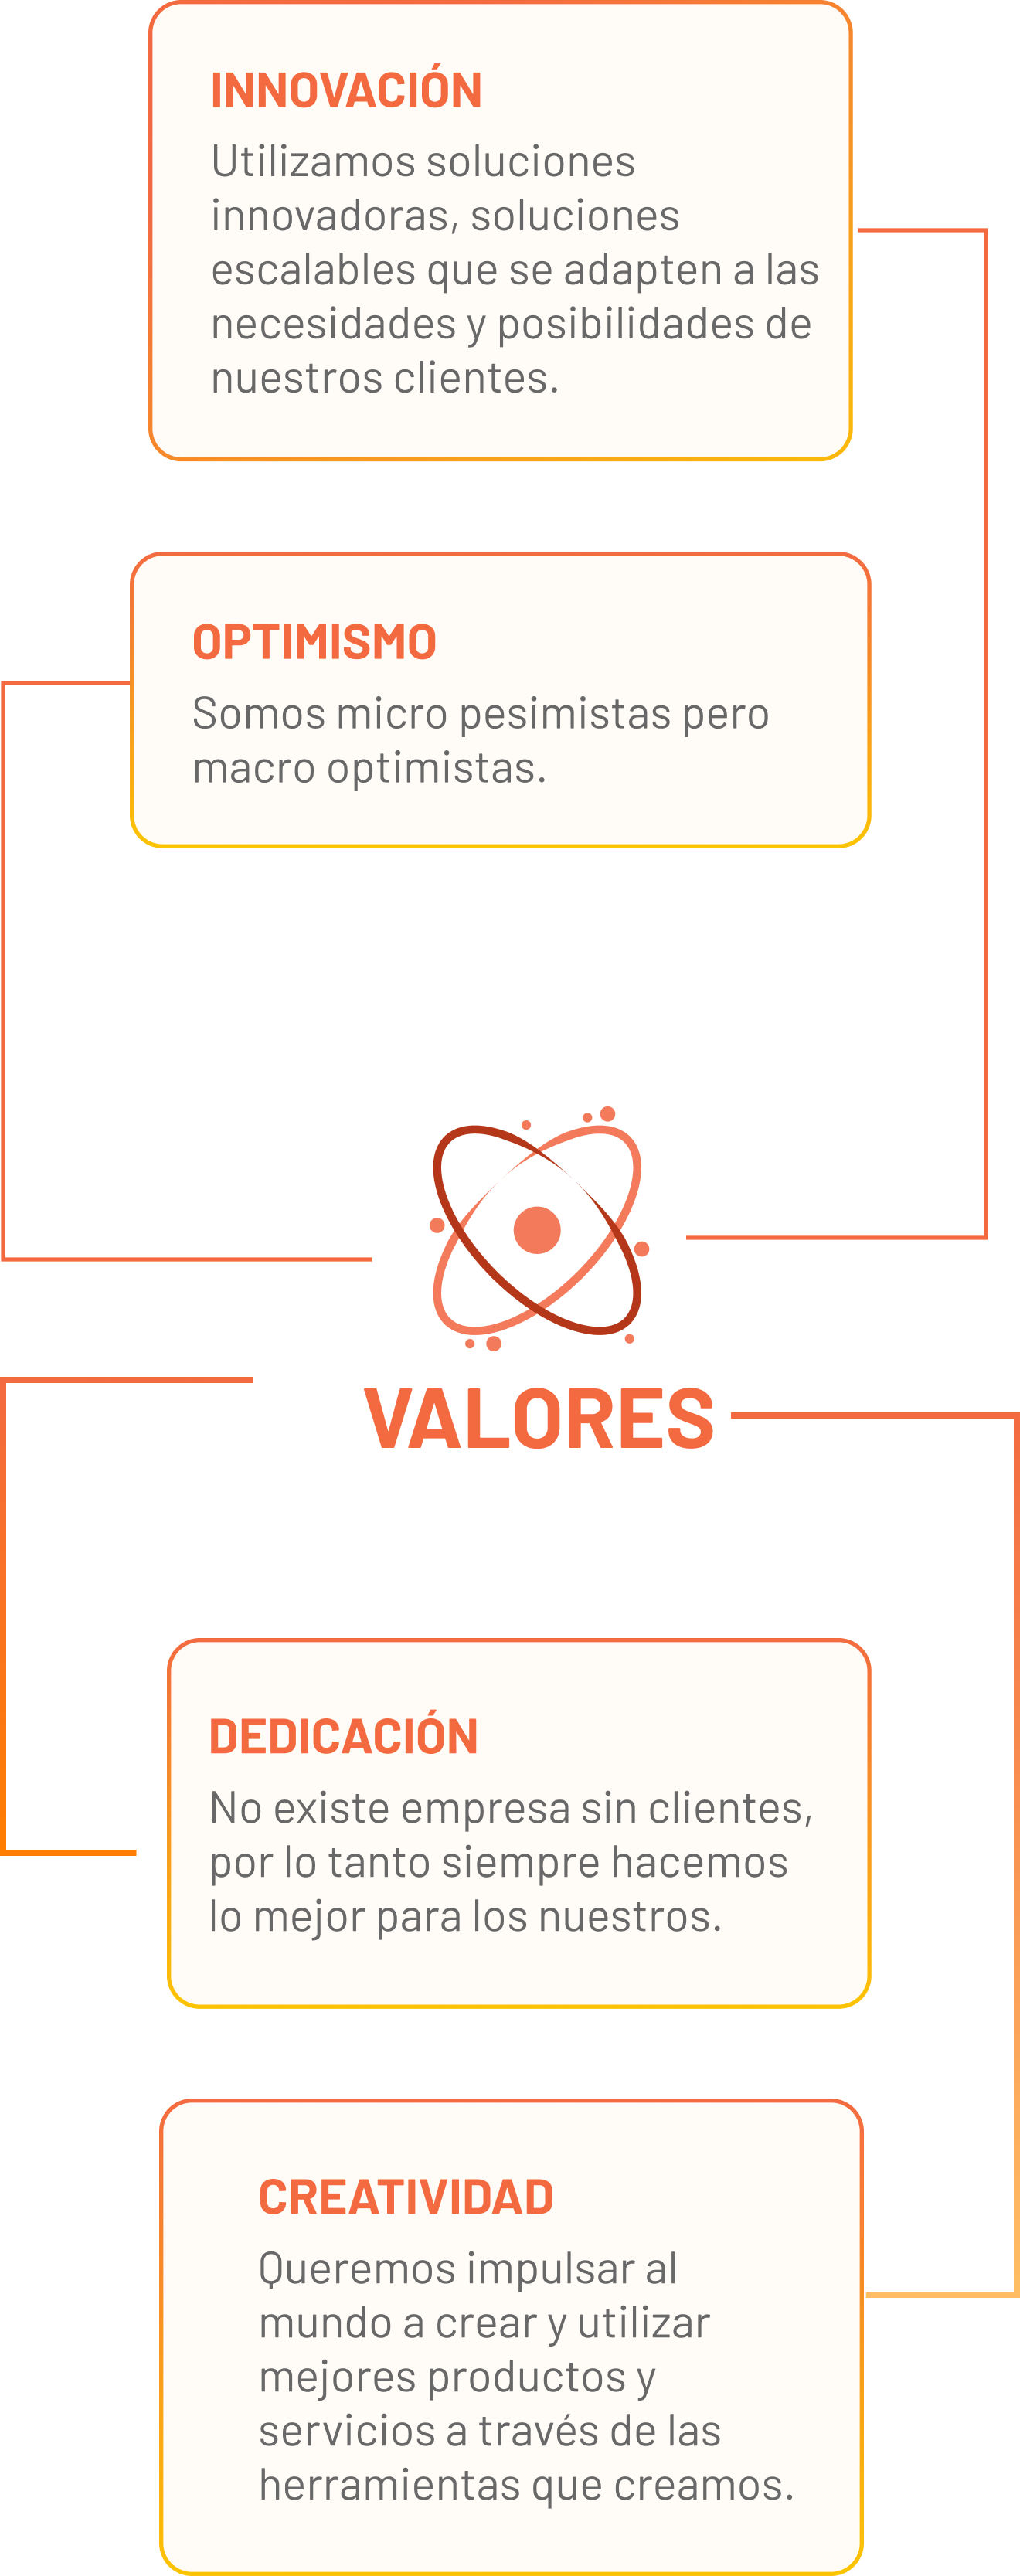 INNOVACIÓN
Utilizamos soluciones
innovadoras, soluciones
escalables que se adapten a las
necesidades y posibilidades de
nuestros clientes.
OPTIMISMO
Somos micro pesimistas pero
macro optimistas.
VALORES
DEDICACIÓN
No existe empresa sin clientes,
por lo tanto siempre hacemos
lo mejor para los nuestros.
CREATIVIDAD
Queremos impulsar al
mundo a crear y utilizar
mejores productos y
servicios a través de las
herramientas que creamos.